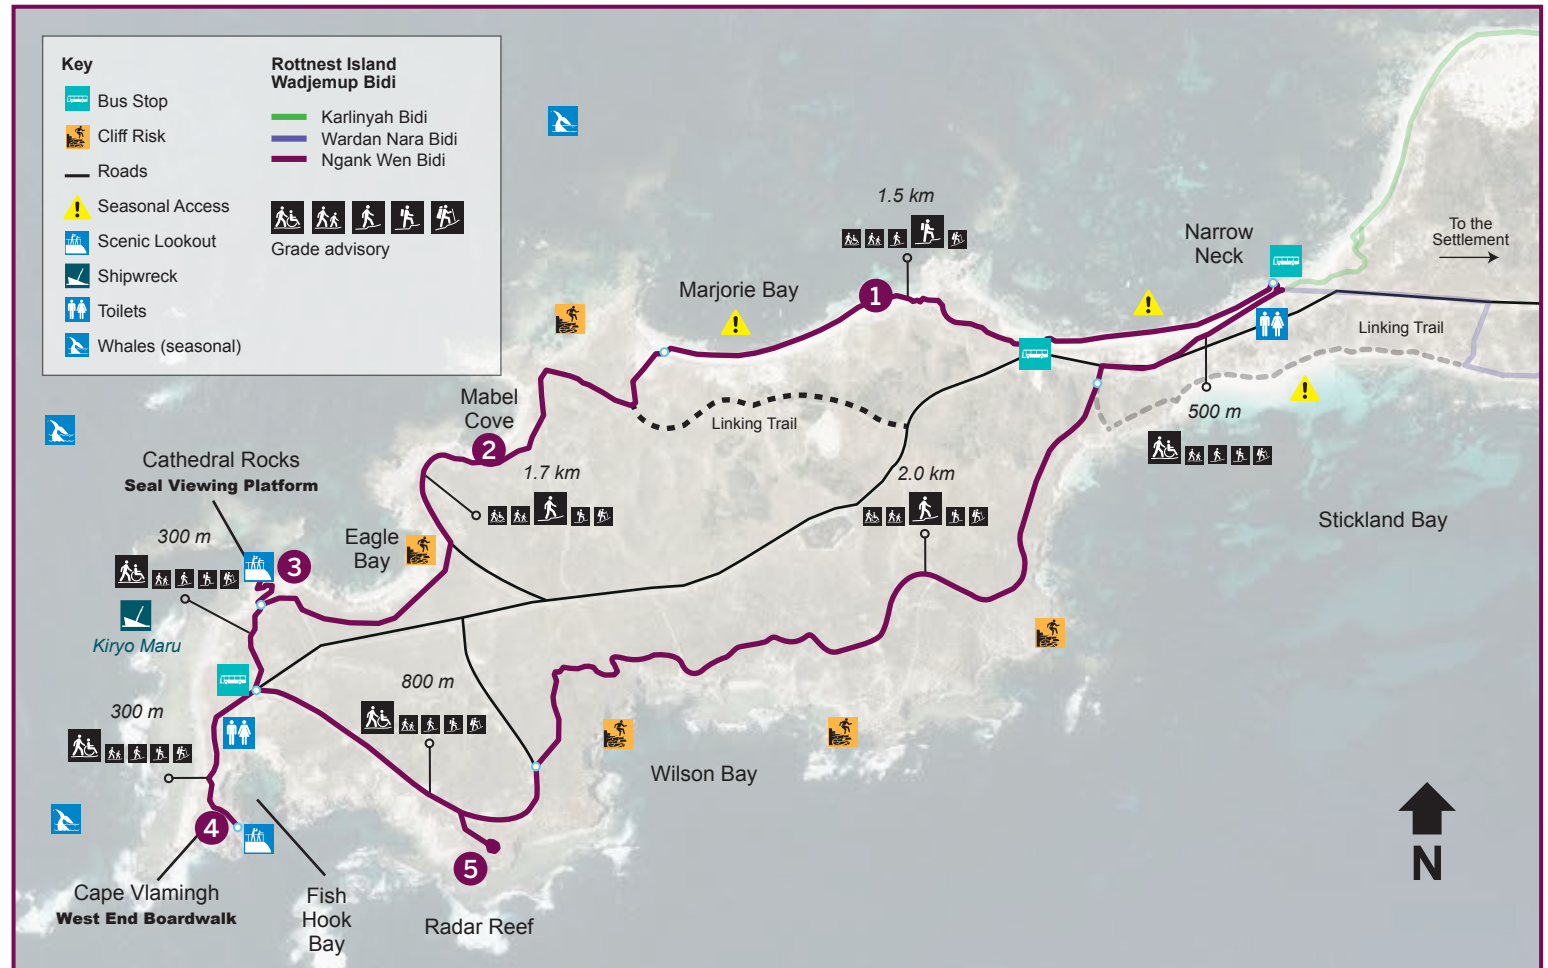 Key
Bus Stop
Cliff Risk
Roads
Seasonal Access
Scenic Lookout
Shipwreck
Toilets
Whales (seasonal)
Rottnest Island
Wadjemup Bidi
Karlinyah Bidi
Wardan Nara Bidi
Ngank Wen Bidi
Grade advisory
1.5 km
Narrow
Neck
To the
Settlement
Marjorie Bay
1
Linking Trail
Mabel
Cove
2
Linking Trail
500 m
Cathedral Rocks
Seal Viewing Platform
1.7 km
2.0 km
Stickland Bay
300 m
Eagle
Bay
3
Kiryo Maru
800 m
300 m
Wilson Bay
4
5
N
Cape Vlamingh
West End Boardwalk
Fish
Hook
Bay
Radar Reef